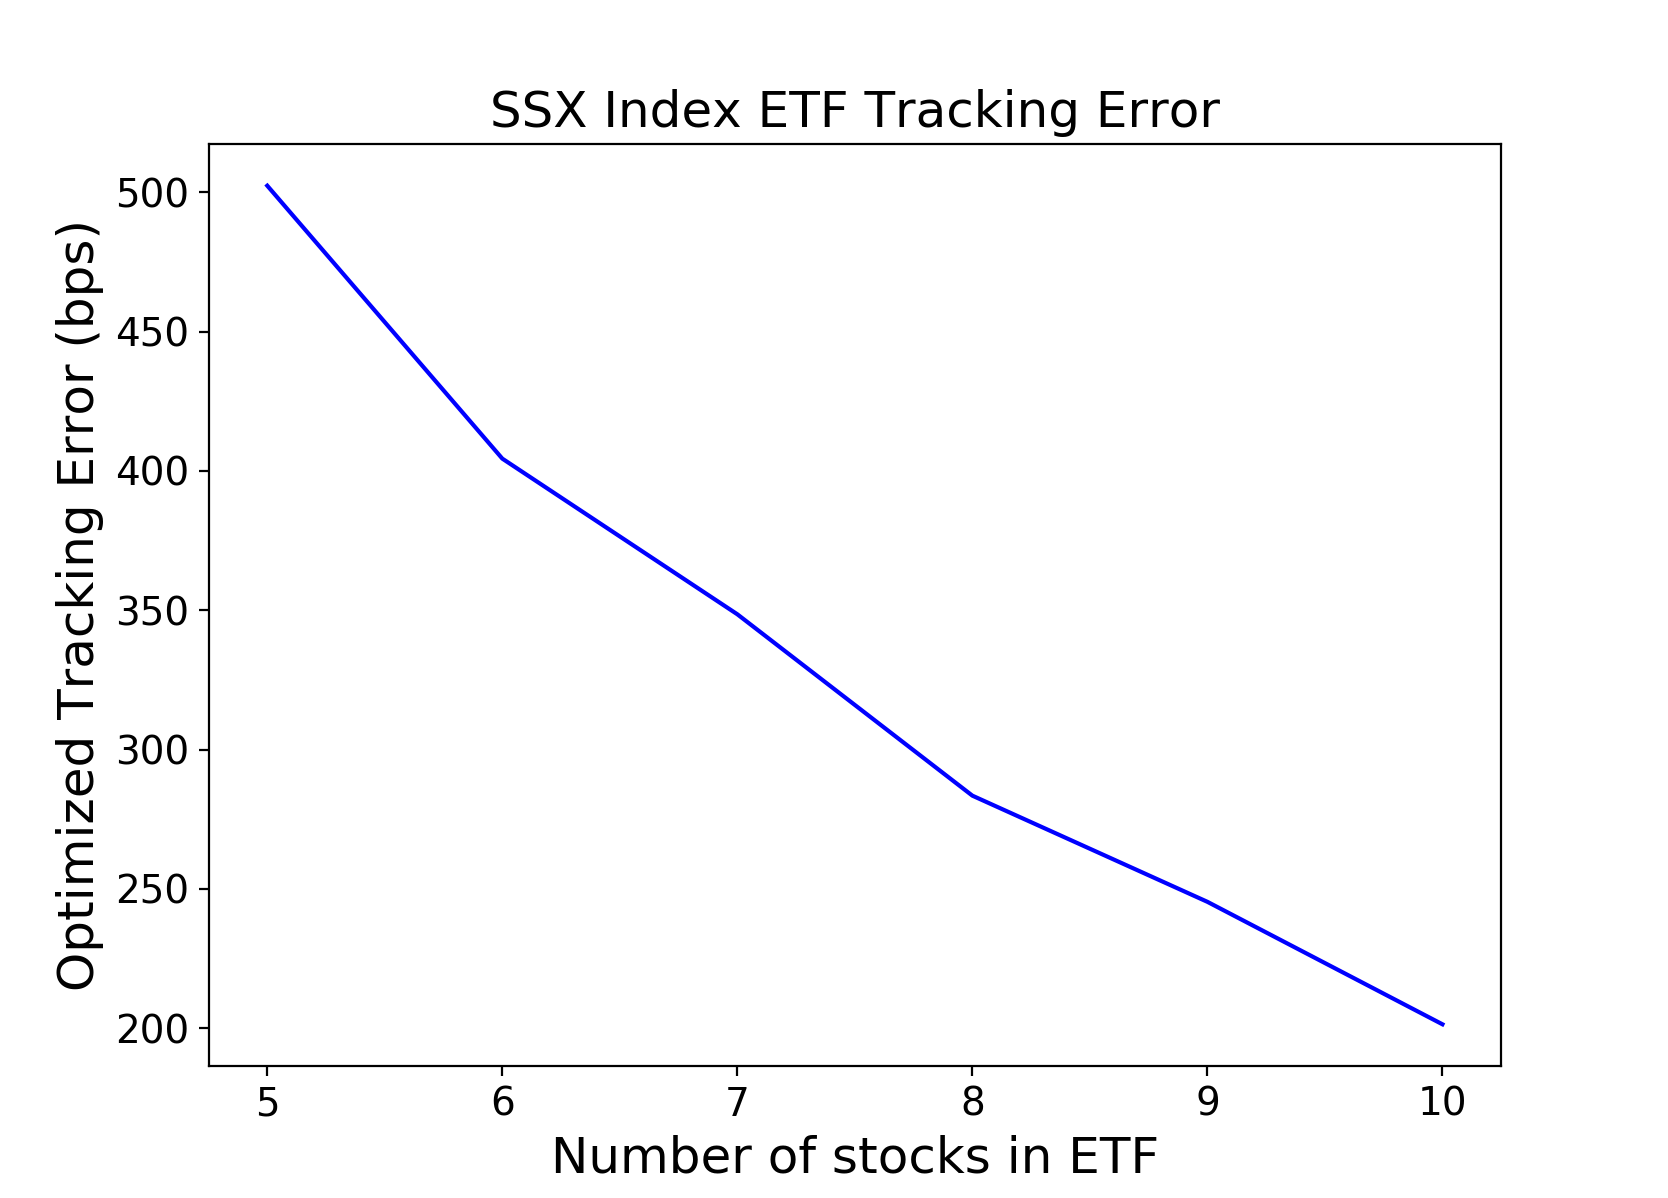 SSX Index ETF Tracking Error
Optimized Tracking Error (bps)
500
450
400
350
300
250
200
5 6 7 8 9 10
Number of stocks in ETF